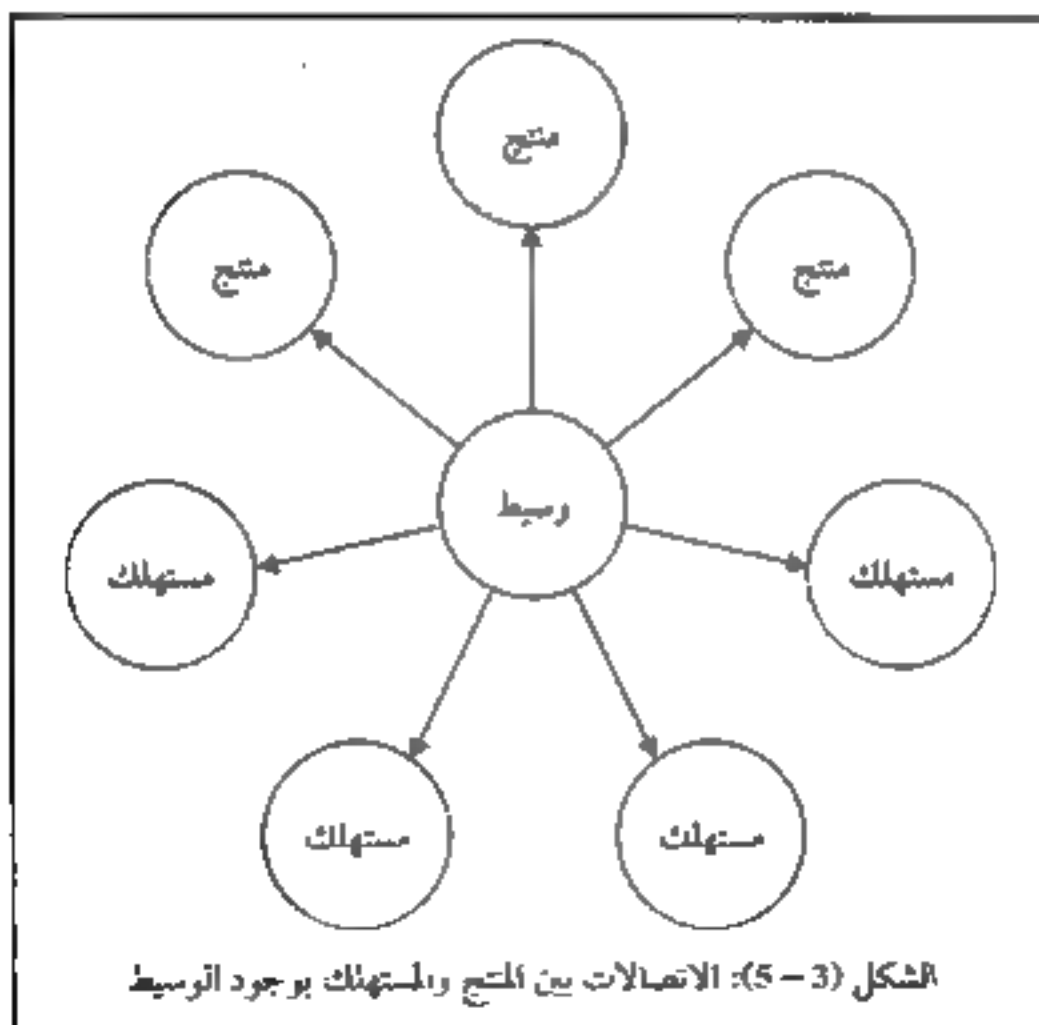 منتج
منتج
منتج
وسيط
مستهلك
مستهلك
مستهلك
مستهلك
الشكل (3 – 5): الاتصالات بين المنتج والمستهلك بوجود الوسيط